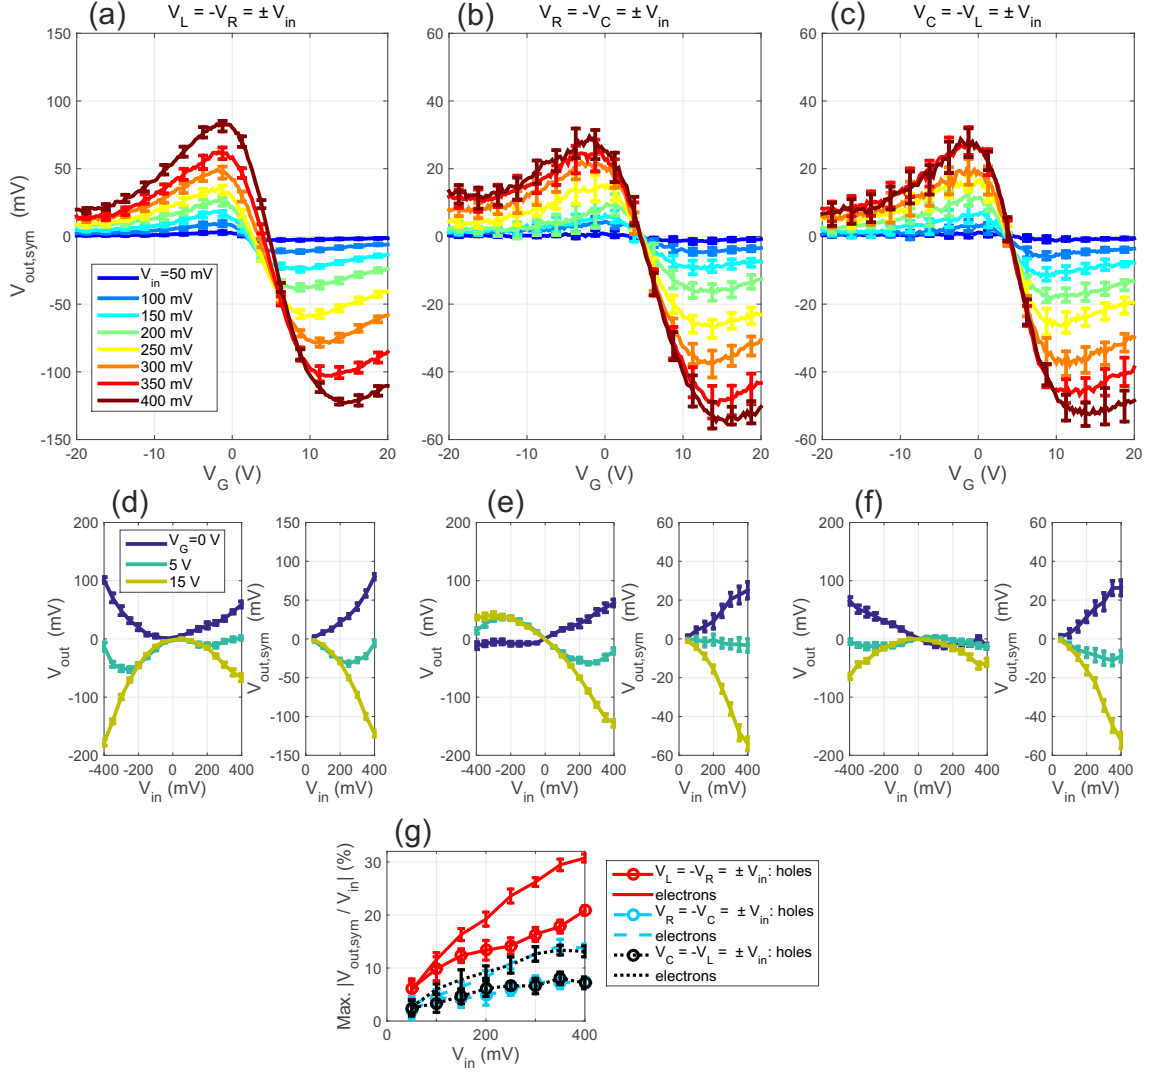 (a) V_L = -V_R = ± V_in
(b) V_R = -V_C = ± V_in
(c) V_C = -V_L = ± V_in
V_out,sym (mV)
150
100
50
0
-50
-100
-150
V_in=50 mV
100 mV
150 mV
200 mV
250 mV
300 mV
350 mV
400 mV
-20 -10 0 10 20
V_G (V)
60
40
20
0
-20
-40
-60
-20 -10 0 10 20
V_G (V)
60
40
20
0
-20
-40
-60
-20 -10 0 10 20
V_G (V)
(d)
V_out (mV)
200
100
0
-100
-200
V_G=0 V
5 V
15 V
-400 -200 0 200 400
V_in (mV)
V_out,sym (mV)
150
100
50
0
-50
-100
-150
0 200 400
V_in (mV)
(e)
V_out (mV)
200
100
0
-100
-200
-400 -200 0 200 400
V_in (mV)
V_out,sym (mV)
60
40
20
0
-20
-40
-60
0 200 400
V_in (mV)
(f)
V_out (mV)
200
100
0
-100
-200
-400 -200 0 200 400
V_in (mV)
V_out,sym (mV)
60
40
20
0
-20
-40
-60
0 200 400
V_in (mV)
(g)
Max. |V_out,sym / V_in| (%)
30
20
10
0
0 200 400
V_in (mV)
V_L = -V_R = ± V_in: holes
electrons
V_R = -V_C = ± V_in: holes
electrons
V_C = -V_L = ± V_in: holes
electrons